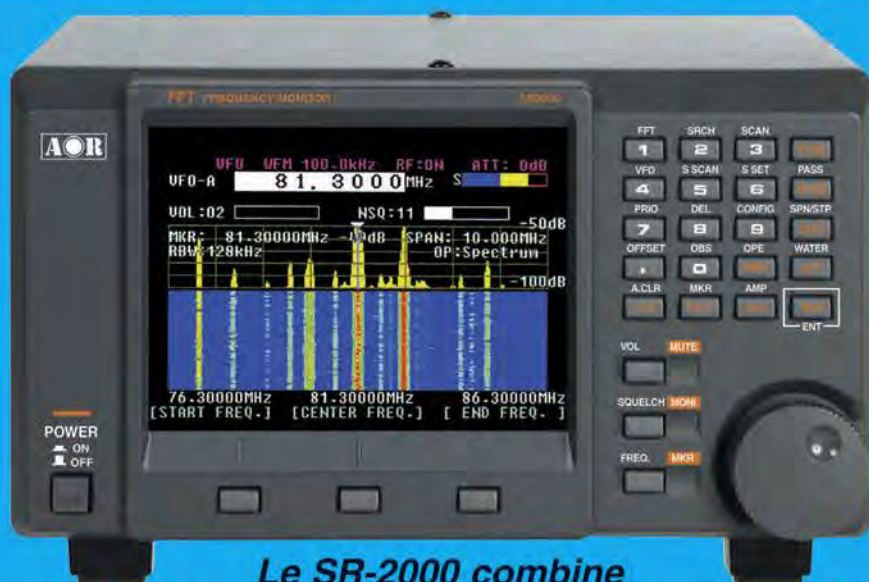 FFT FREQUENCY MONITOR
AOR
VFO WFM 100.0kHz RF:ON ATT: 0dB
VFO-A 81.3000MHz S
VOL:02 NSQ:11
-50dB
MKR: 81.30000MHz SPAN: 10.000MHz
RBW:128kHz OP:Spectrum
-100dB
76.30000MHz 81.30000MHz 86.30000MHz
[START FREQ.] [CENTER FREQ.] [ END FREQ. ]
POWER
ON
OFF
FFT SRCH SCAN
1 2 3
VFO S SCAN S SET PASS
4 5 6
PRIO DEL CONFIG SPN/STP
7 8 9
OFFSET OBS OPE WATER
. 0
A.CLR MKR AMP
ENT
VOL MUTE
SQUELCH MONI
FREQ. MKR
Le SR-2000 combine